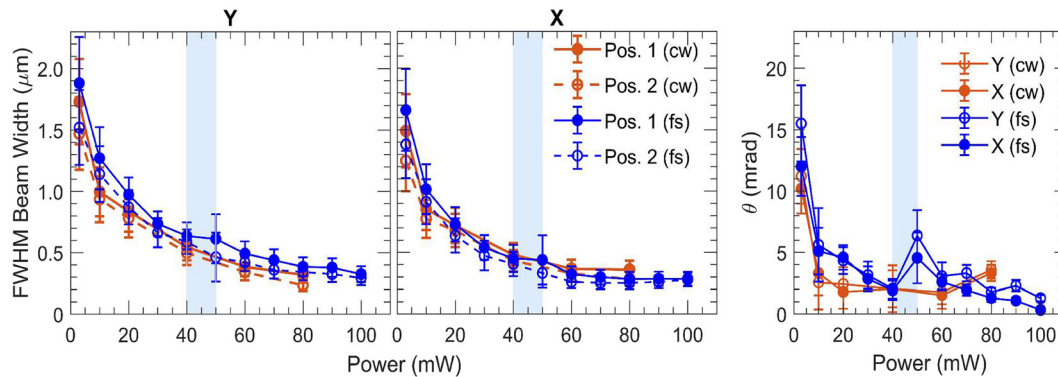 Y
X
FWHM Beam Width (μm)
2.0
1.5
1.0
0.5
0
0 20 40 60 80 100
0 20 40 60 80 100
Power (mW)
Pos. 1 (cw)
Pos. 2 (cw)
Pos. 1 (fs)
Pos. 2 (fs)
θ (mrad)
20
10
0
0 20 40 60 80 100
Power (mW)
Y (cw)
X (cw)
Y (fs)
X (fs)